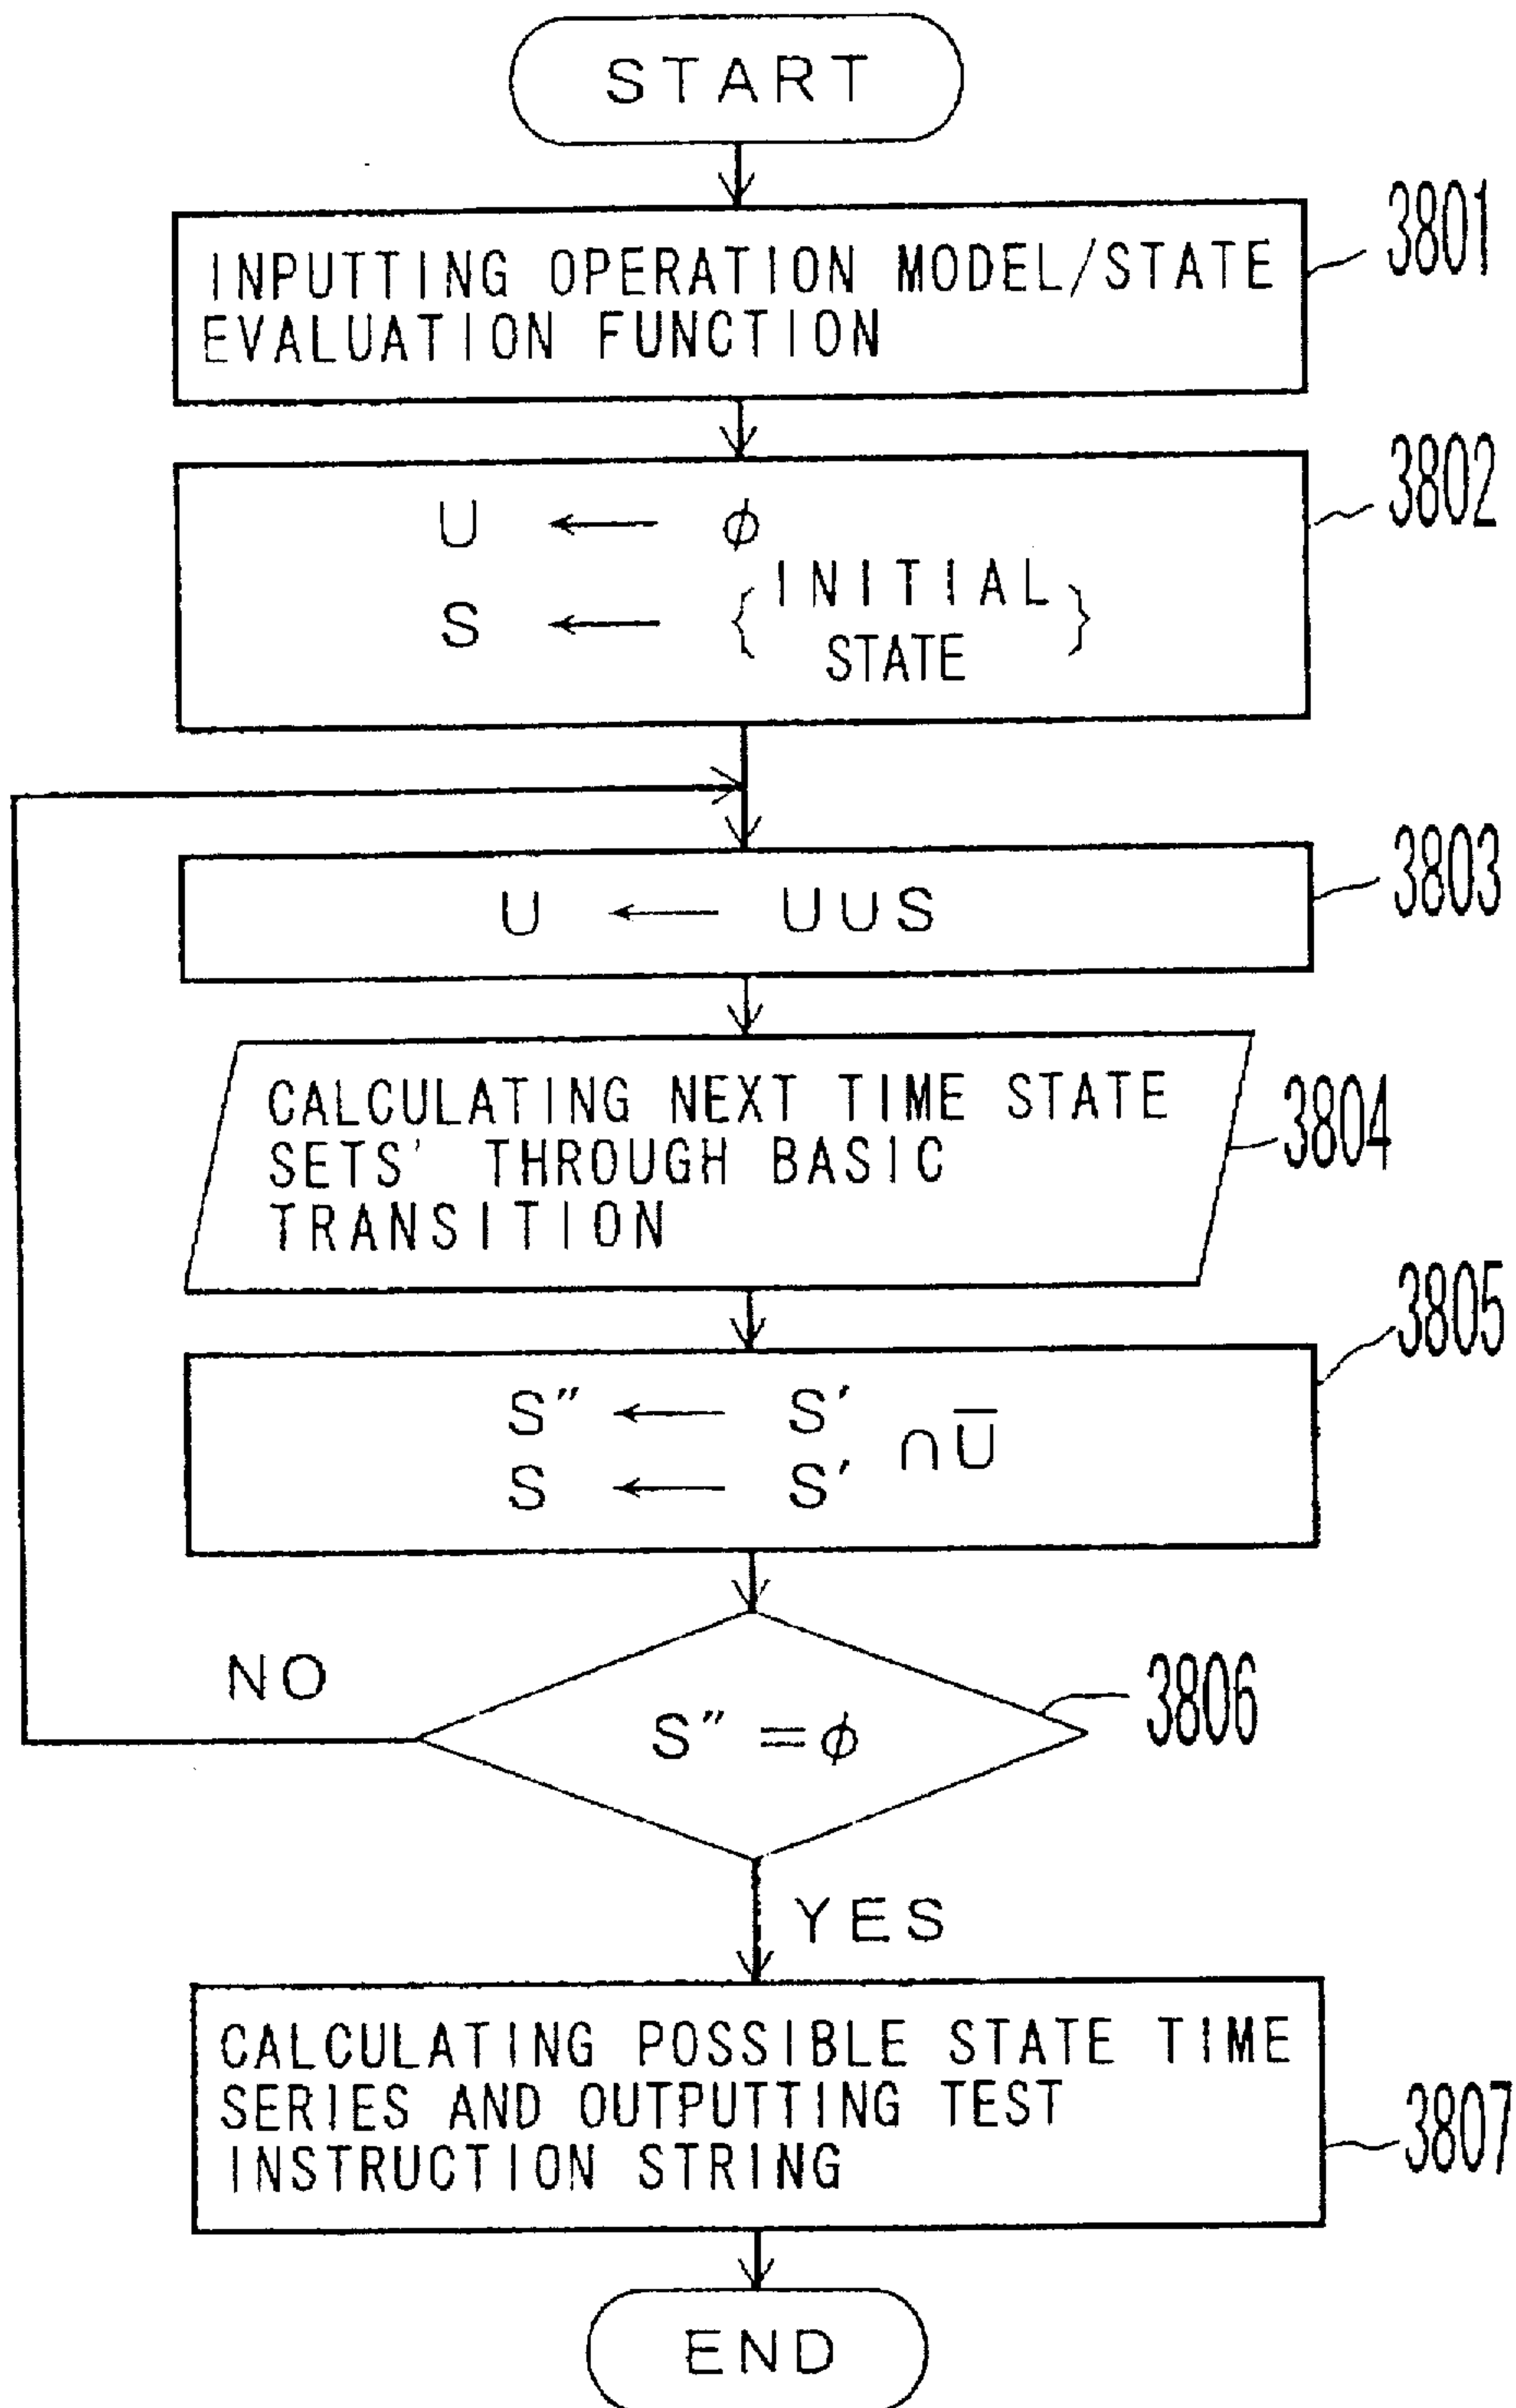 START
INPUTTING OPERATION MODEL/STATE
EVALUATION FUNCTION
3801
U ← ϕ
S ← { INITIAL
STATE }
3802
U ← U∪S
3803
CALCULATING NEXT TIME STATE
SETS' THROUGH BASIC
TRANSITION
3804
S″ ← S′
∩U̅
S ← S′
3805
S″ = ϕ
3806
NO
YES
CALCULATING POSSIBLE STATE TIME
SERIES AND OUTPUTTING TEST
INSTRUCTION STRING
3807
END